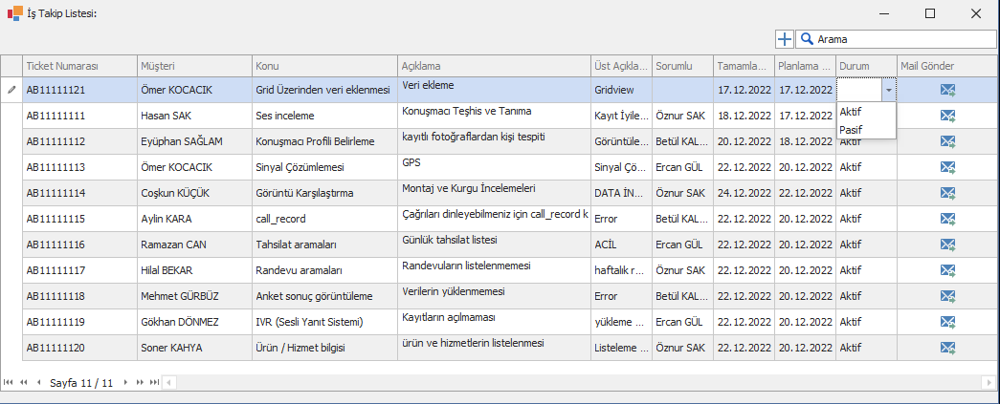 İş Takip Listesi:
Arama
Ticket Numarası Müşteri Konu Açıklama Üst Açıkla... Sorumlu Tamamla... Planlama ... Durum Mail Gönder
AB11111121 Ömer KOCACIK Grid Üzerinden veri eklenmesi Veri ekleme Gridview 17.12.2022 17.12.2022
AB11111111 Hasan SAK Ses inceleme Konuşmacı Teşhis ve Tanıma Kayıt İyile... Öznur SAK 18.12.2022 17.12.2022 Aktif
Pasif
AB11111112 Eyüphan SAĞLAM Konuşmacı Profili Belirleme kayıtlı fotoğraflardan kişi tespiti Görüntüle... Betül KAL... 20.12.2022 18.12.2022 Aktif
AB11111113 Ömer KOCACIK Sinyal Çözümlemesi GPS Sinyal Çö... Ercan GÜL 22.12.2022 20.12.2022 Aktif
AB11111114 Coşkun KÜÇÜK Görüntü Karşılaştırma Montaj ve Kurgu İncelemeleri DATA İN... Öznur SAK 24.12.2022 22.12.2022 Aktif
AB11111115 Aylin KARA call_record Çağrıları dinleyebilmeniz için call_record k Error Betül KAL... 22.12.2022 20.12.2022 Aktif
AB11111116 Ramazan CAN Tahsilat aramaları Günlük tahsilat listesi ACİL Ercan GÜL 22.12.2022 20.12.2022 Aktif
AB11111117 Hilal BEKAR Randevu aramaları Randevuların listelenmemesi haftalık r... Öznur SAK 22.12.2022 20.12.2022 Aktif
AB11111118 Mehmet GÜRBÜZ Anket sonuç görüntüleme Verilerin yüklenmemesi Error Betül KAL... 22.12.2022 20.12.2022 Aktif
AB11111119 Gökhan DÖNMEZ IVR (Sesli Yanıt Sistemi) Kayıtların açılmaması yükleme ... Ercan GÜL 22.12.2022 20.12.2022 Aktif
AB11111120 Soner KAHYA Ürün / Hizmet bilgisi ürün ve hizmetlerin listelenmesi Listeleme ... Öznur SAK 22.12.2022 20.12.2022 Aktif
Sayfa 11 / 11